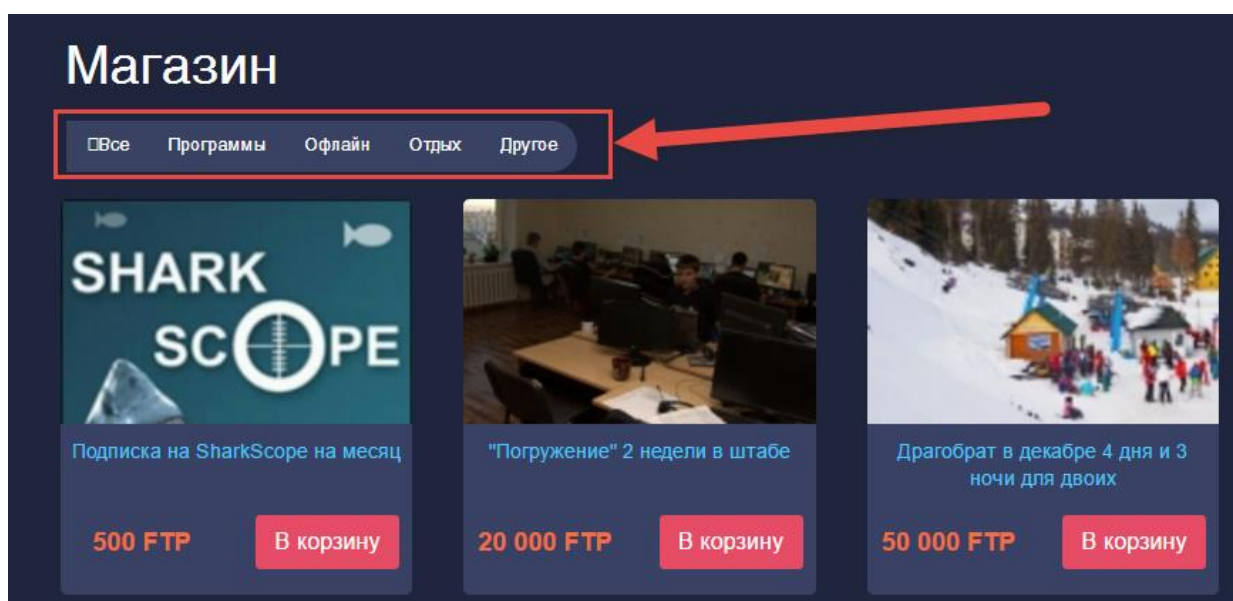 Магазин
Все Программы Офлайн Отдых Другое
SHARK
SCOPE
Подписка на SharkScope на месяц
500 FTP В корзину
"Погружение" 2 недели в штабе
20 000 FTP В корзину
Драгобрат в декабре 4 дня и 3
ночи для двоих
50 000 FTP В корзину